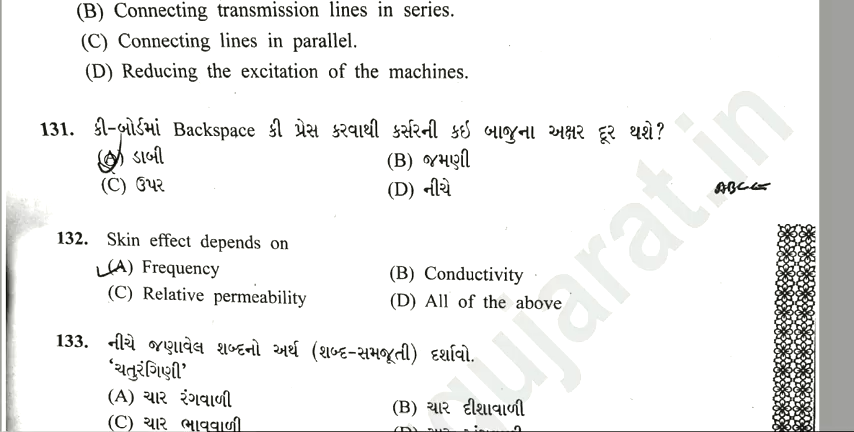 (B) Connecting transmission lines in series.
(C) Connecting lines in parallel.
(D) Reducing the excitation of the machines.
131. કી-બોર્ડમાં Backspace કી પ્રેસ કરવાથી કર્સરની કઇ બાજુના અક્ષર દૂર થશે?
(A) ડાબી (B) જમણી
(C) ઉપર (D) નીચે
132. Skin effect depends on
(A) Frequency (B) Conductivity
(C) Relative permeability (D) All of the above
133. નીચે જણાવેલ શબ્દનો અર્થ (શબ્દ-સમજૂતી) દર્શાવો.
‘ચતુરંગિણી’
(A) ચાર રંગવાળી (B) ચાર દીશાવાળી
(C) ચાર ભાવવાળી (D) ચાર
gujarat.in